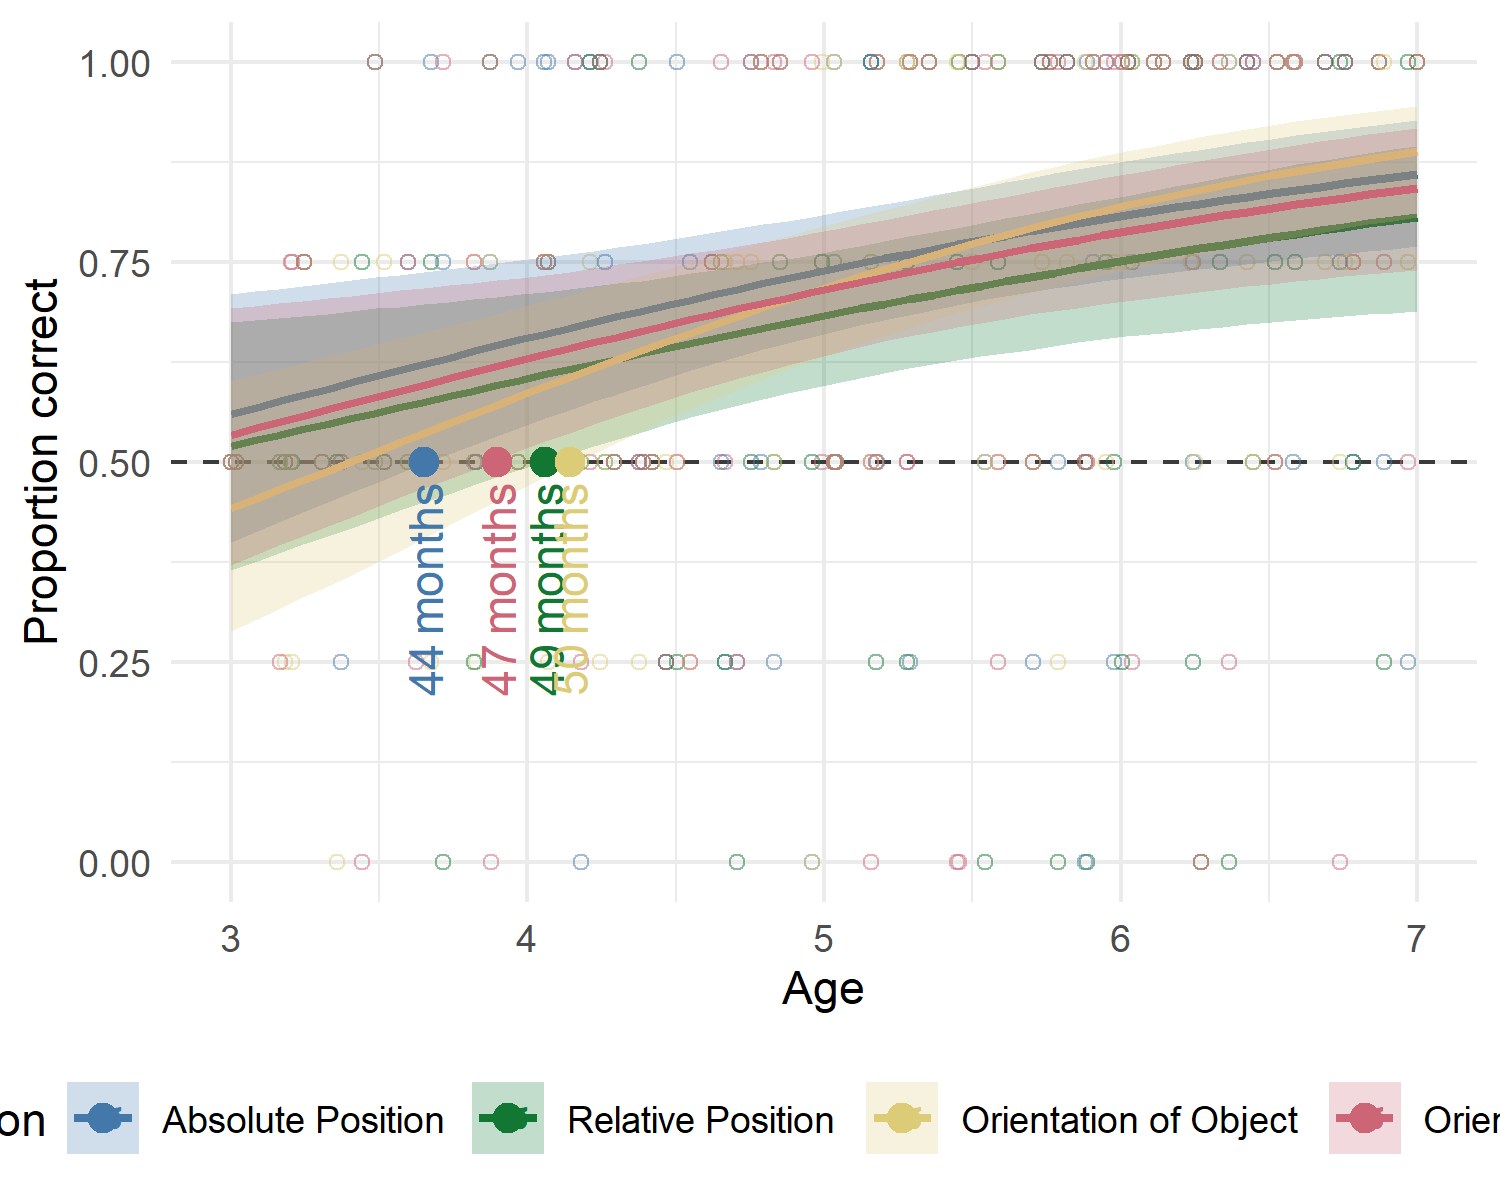 1.00
0.75
0.50
0.25
0.00
Proportion correct
44 months
47 months
49 months
50 months
3 4 5 6 7
Age
on Absolute Position Relative Position Orientation of Object Orien